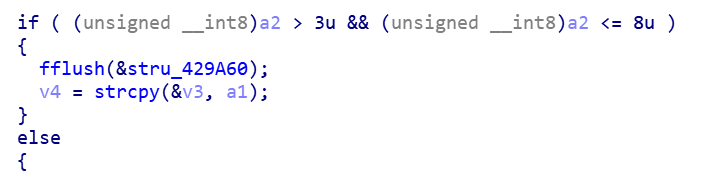 if ( (unsigned __int8)a2 > 3u && (unsigned __int8)a2 <= 8u )
{
  fflush(&stru_429A60);
  v4 = strcpy(&v3, a1);
}
else
{